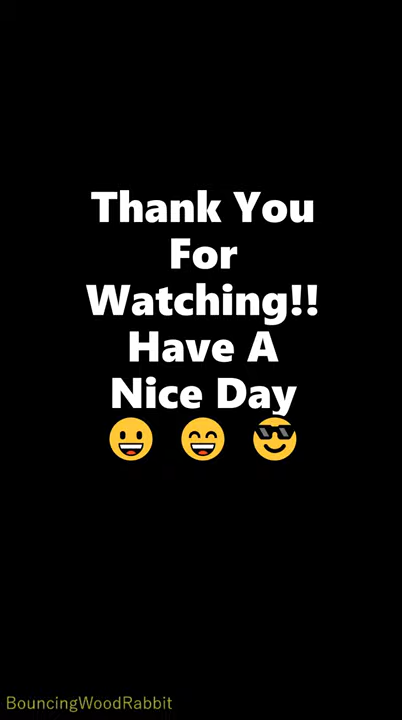 Thank You
For
Watching!!
Have A
Nice Day
😀 😄 😎
BouncingWoodRabbit